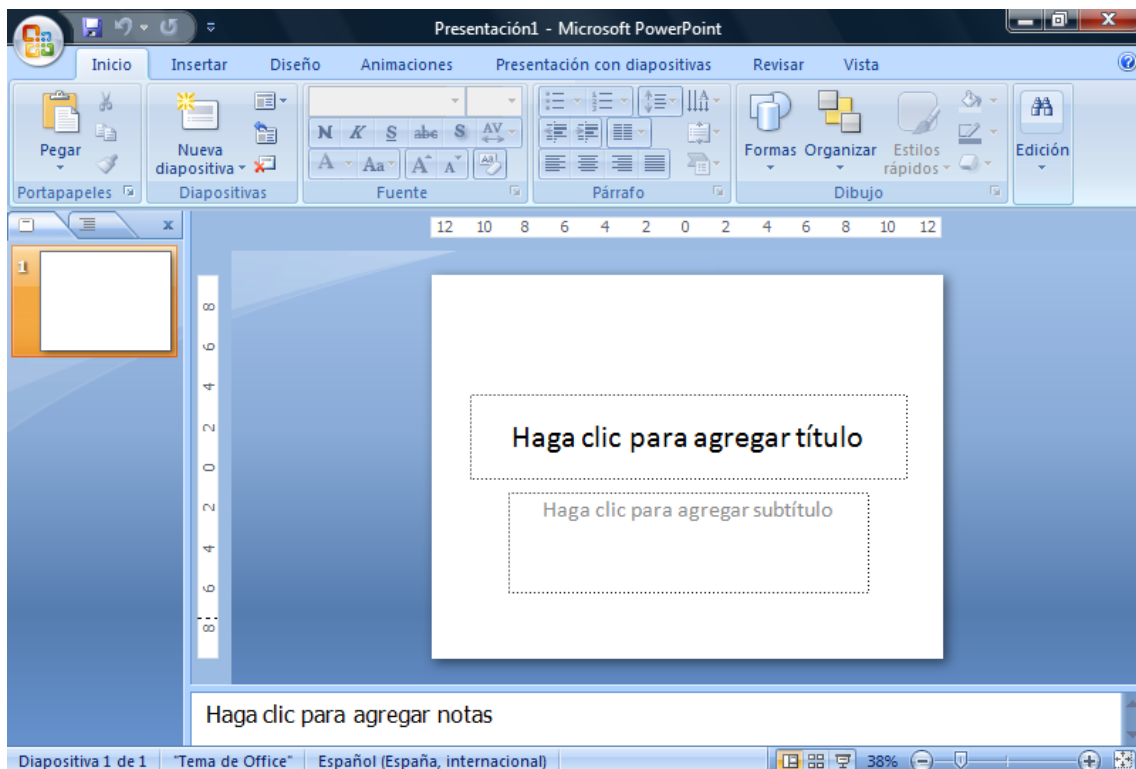 Presentación1 - Microsoft PowerPoint
Inicio Insertar Diseño Animaciones Presentación con diapositivas Revisar Vista
Pegar
Nueva diapositiva
N K S abc S AV
A Aa A A
Formas Organizar Estilos rápidos
Edición
Portapapeles Diapositivas Fuente Párrafo Dibujo
12 10 8 6 4 2 0 2 4 6 8 10 12
1
8
6
4
2
0
2
4
6
8
Haga clic para agregar título
Haga clic para agregar subtítulo
Haga clic para agregar notas
Diapositiva 1 de 1 "Tema de Office" Español (España, internacional) 38%